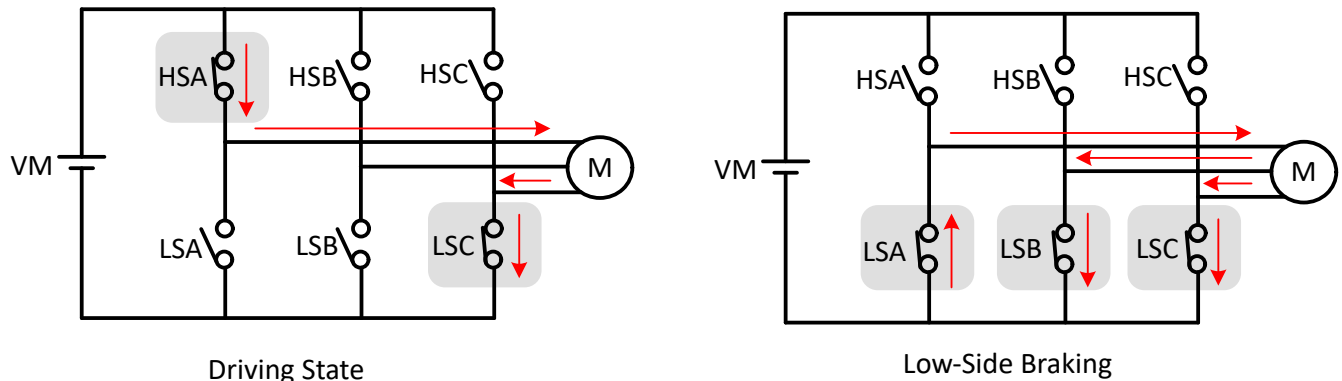 HSA
HSB
HSC
VM
M
LSA
LSB
LSC
Driving State
HSA
HSB
HSC
VM
M
LSA
LSB
LSC
Low-Side Braking